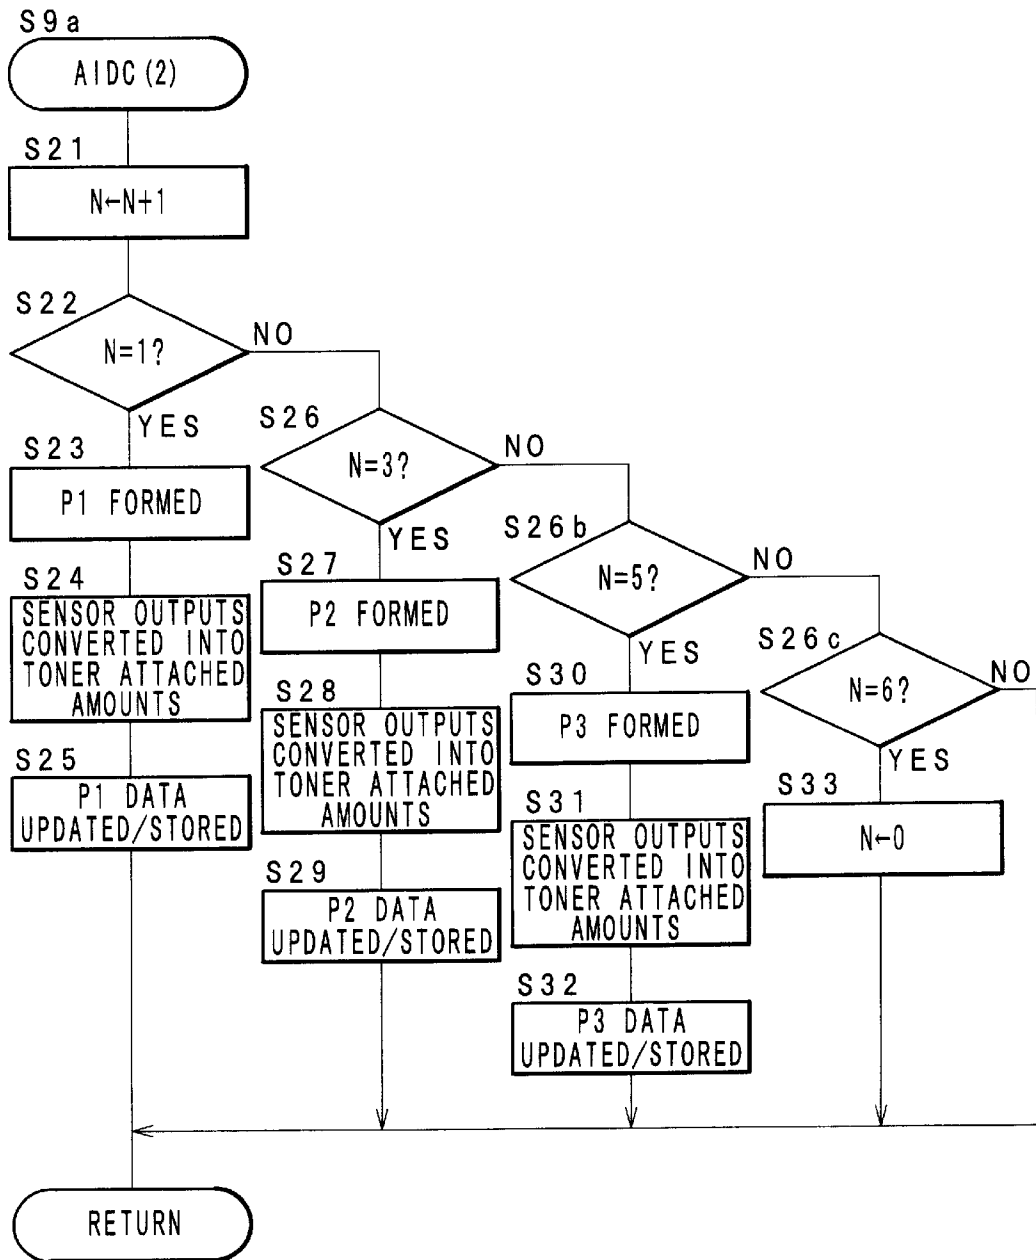 S9a
AIDC(2)
S21
N←N+1
S22
N=1?
NO
YES
S23
P1 FORMED
S24
SENSOR OUTPUTS
CONVERTED INTO
TONER ATTACHED
AMOUNTS
S25
P1 DATA
UPDATED/STORED
S26
N=3?
NO
YES
S27
P2 FORMED
S28
SENSOR OUTPUTS
CONVERTED INTO
TONER ATTACHED
AMOUNTS
S29
P2 DATA
UPDATED/STORED
S26b
N=5?
NO
YES
S30
P3 FORMED
S31
SENSOR OUTPUTS
CONVERTED INTO
TONER ATTACHED
AMOUNTS
S32
P3 DATA
UPDATED/STORED
S26c
N=6?
NO
YES
S33
N←0
RETURN